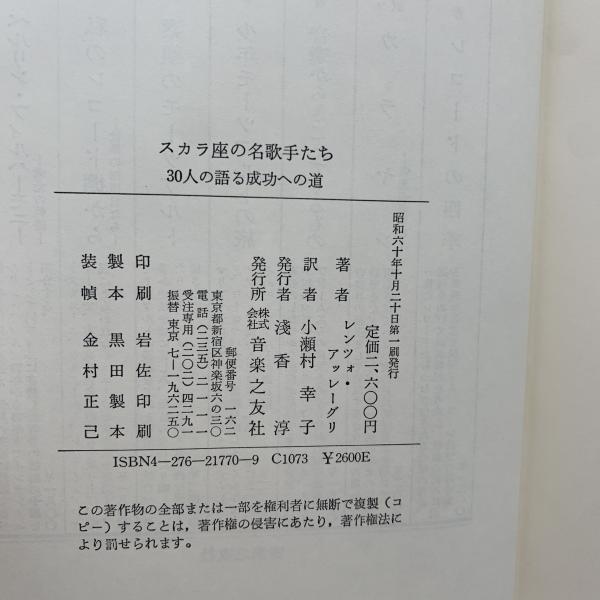 スカラ座の名歌手たち
30人の語る成功への道
昭和六十年十月二十日第一刷発行
定価二、六〇〇円
著者 レンツォ・アッレーグリ
訳者 小瀬村幸子
発行者 淺香淳
発行所 株式会社 音楽之友社
郵便番号 一六二
東京都新宿区神楽坂六の三〇
電話(二三五)二一一一
受注専用(二〇二)四二九一
振替 東京 七―一九六二五〇
印刷 岩佐印刷
製本 黒田製本
装幀 金村正己
ISBN4―276―21770―9 C1073 ¥2600E
この著作物の全部または一部を権利者に無断で複製(コ
ピー)することは,著作権の侵害にあたり,著作権法に
より罰せられます。